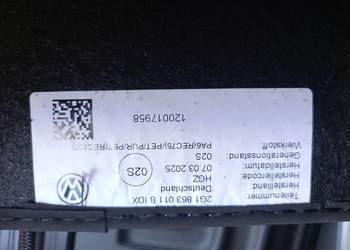 Teilenummer: 2G1 863 011 B IDX
Herstellland: Deutschland
Herstellercode: HGZ
Herstelldatum: 07.03.2025
Generationsstand: 02S
Werkstoff: PA6(REC75)/PET/PUR/PET(REC100)
02S
120017958